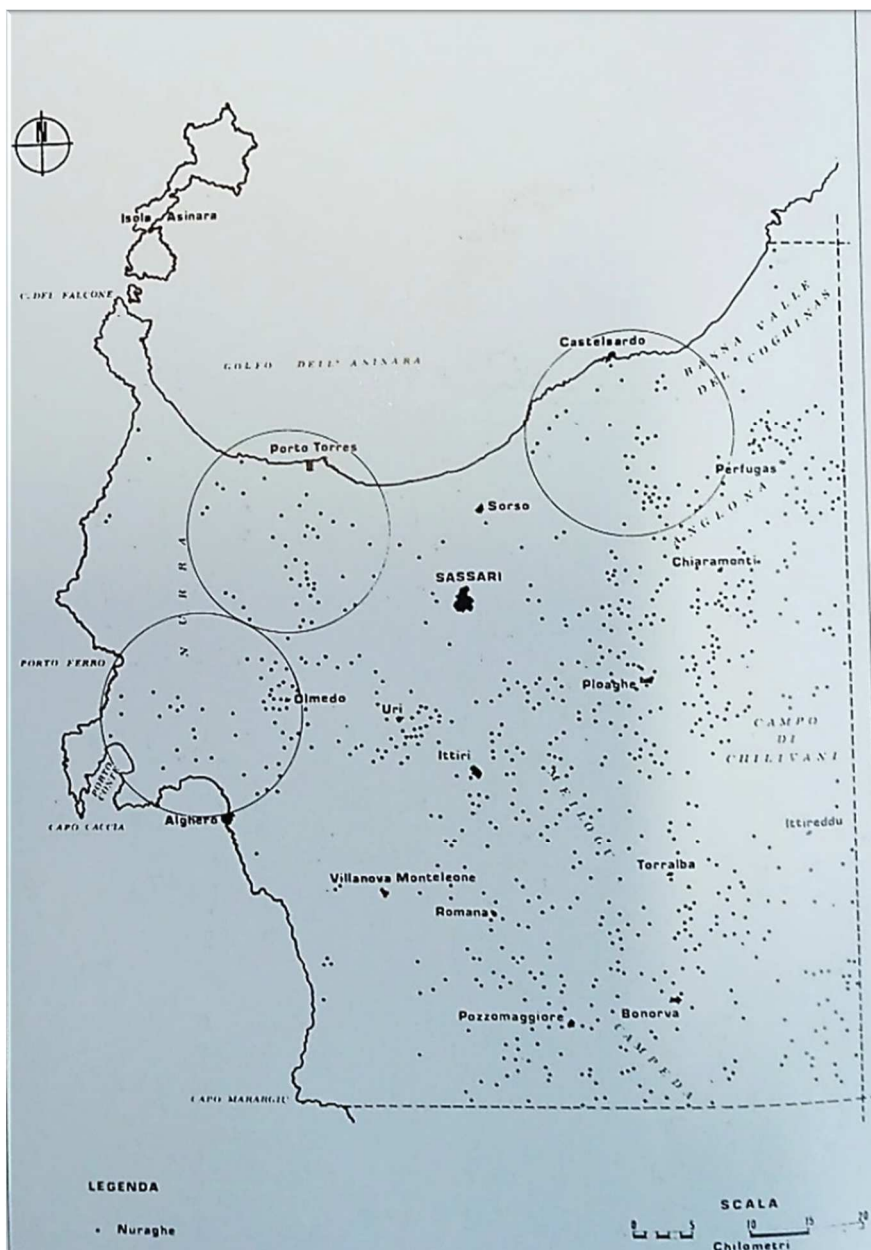 N
Isola Asinara
C. DEL FALCONE
GOLFO DELL' ASINARA
Castelsardo
BASSA VALLE
DEL COGHINAS
Porto Torres
Perfugas
Sorso
ANGLONA
NURRA
SASSARI
Chiaramonti
PORTO FERRO
Ploaghe
Olmedo
Uri
CAMPO
DI
CHILIVANI
Ittiri
PORTO CONTE
MEILOGU
CAPO CACCIA
Alghero
Ittireddu
Torralba
Villanova Monteleone
Romana
Bonorva
Pozzomaggiore
CAMPEDA
CAPO MARARGIU
LEGENDA
Nuraghe
SCALA
0 5 10 15 20
Chilometri